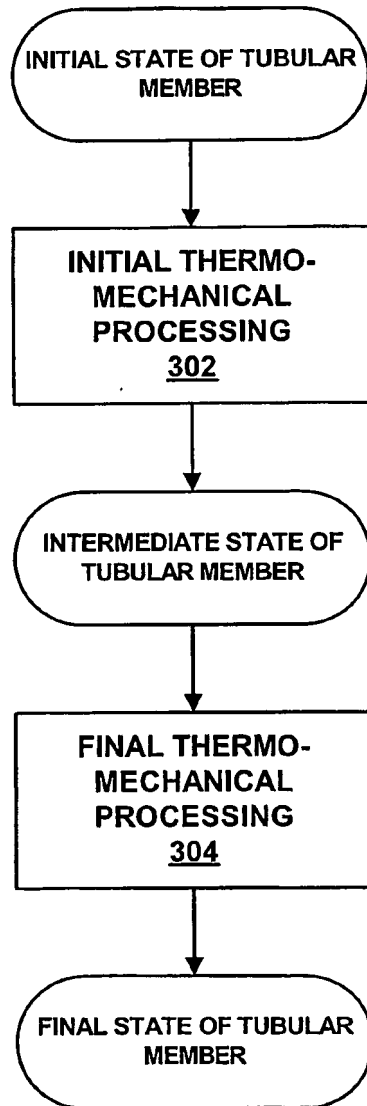 INITIAL STATE OF TUBULAR
MEMBER
INITIAL THERMO-
MECHANICAL
PROCESSING
302
INTERMEDIATE STATE OF
TUBULAR MEMBER
FINAL THERMO-
MECHANICAL
PROCESSING
304
FINAL STATE OF TUBULAR
MEMBER